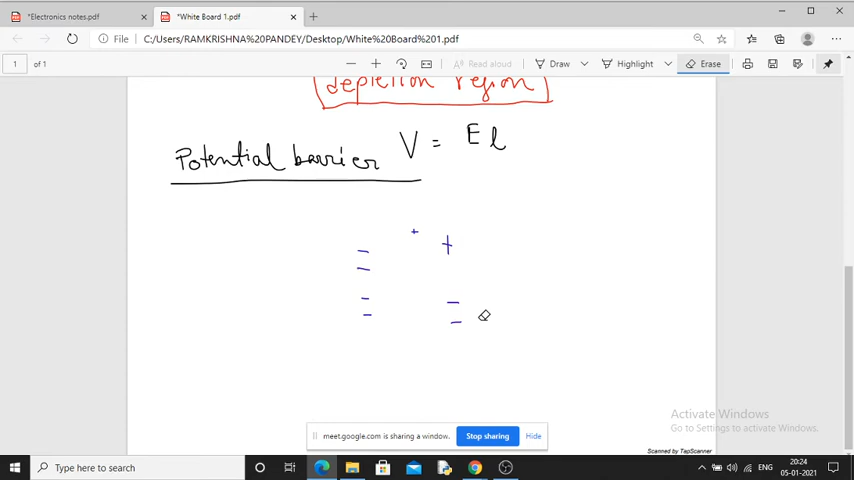 *Electronics notes.pdf
*White Board 1.pdf
File C:/Users/RAMKRISHNA%20PANDEY/Desktop/White%20Board%201.pdf
1 of 1 Read aloud Draw Highlight Erase
depletion region
Potential barrier V = E l
+ +
meet.google.com is sharing a window. Stop sharing Hide
Activate Windows
Go to Settings to activate Windows.
Scanned by TapScanner
Type here to search
ENG
20:24
05-01-2021